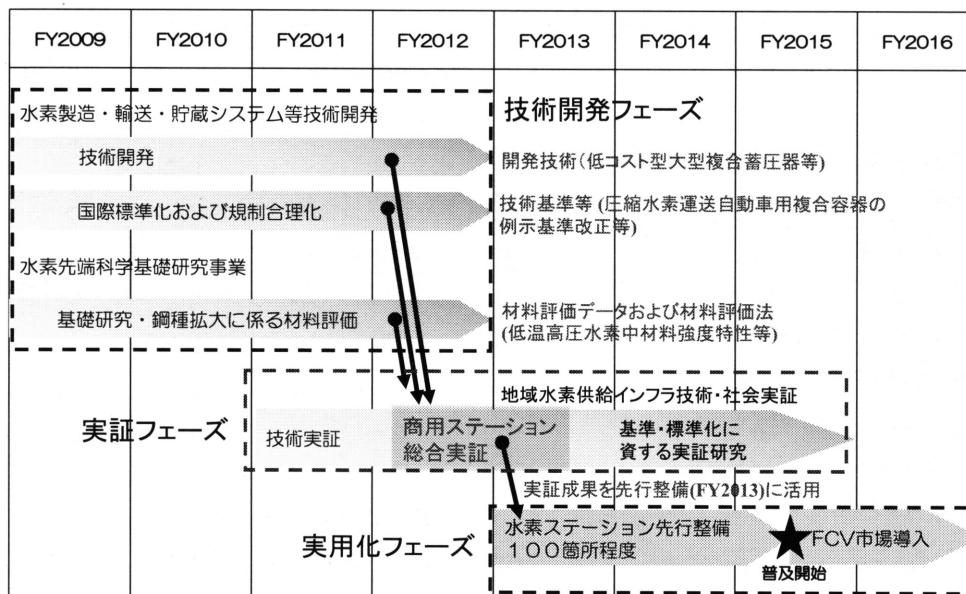 FY2009 FY2010 FY2011 FY2012 FY2013 FY2014 FY2015 FY2016
水素製造・輸送・貯蔵システム等技術開発
技術開発フェーズ
技術開発
開発技術（低コスト型大型複合蓄圧器等）
国際標準化および規制合理化
技術基準等 (圧縮水素運送自動車用複合容器の
例示基準改正等)
水素先端科学基礎研究事業
基礎研究・鋼種拡大に係る材料評価
材料評価データおよび材料評価法
(低温高圧水素中材料強度特性等)
地域水素供給インフラ技術・社会実証
実証フェーズ
技術実証
商用ステーション
総合実証
基準・標準化に
資する実証研究
実証成果を先行整備(FY2013)に活用
実用化フェーズ
水素ステーション先行整備
１００箇所程度
FCV市場導入
普及開始